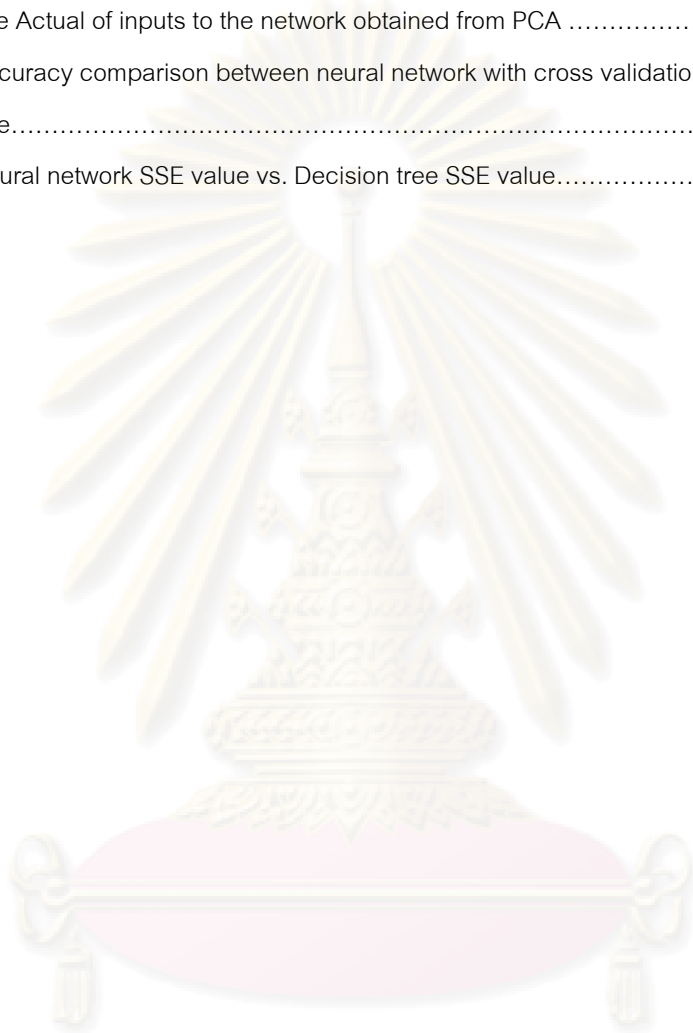 e Actual of inputs to the network obtained from PCA ……………
curacy comparison between neural network with cross validatio
e……………………………………………………………………………
ural network SSE value vs. Decision tree SSE value………………